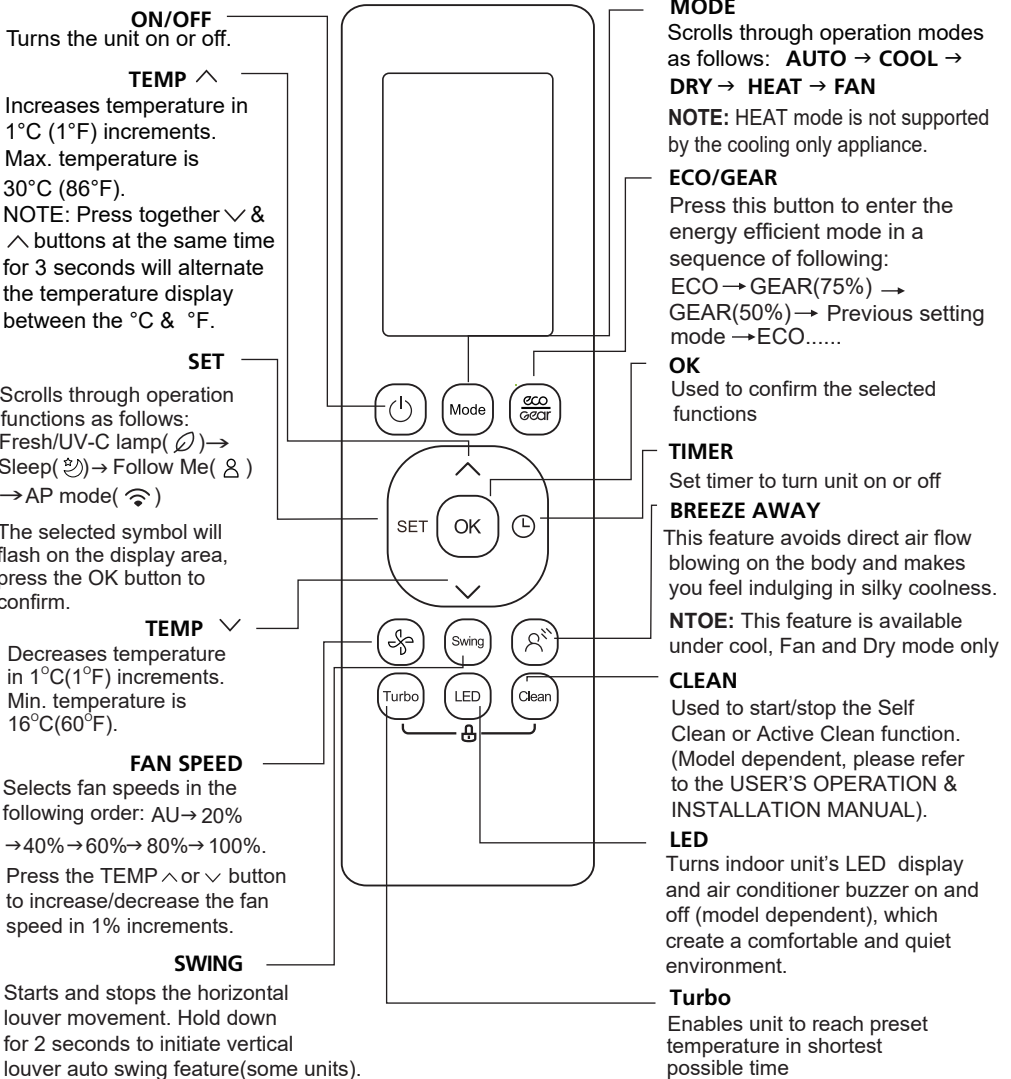 ON/OFF
Turns the unit on or off.
TEMP ︿
Increases temperature in
1°C (1°F) increments.
Max. temperature is
30°C (86°F).
NOTE: Press together ﹀ &
︿ buttons at the same time
for 3 seconds will alternate
the temperature display
between the °C & °F.
SET
Scrolls through operation
functions as follows:
Fresh/UV-C lamp( )→
Sleep( )→ Follow Me( )
→AP mode( )
The selected symbol will
flash on the display area,
press the OK button to
confirm.
TEMP ﹀
Decreases temperature
in 1°C(1°F) increments.
Min. temperature is
16°C(60°F).
FAN SPEED
Selects fan speeds in the
following order: AU→ 20%
→40%→60%→ 80%→ 100%.
Press the TEMP ︿ or ﹀ button
to increase/decrease the fan
speed in 1% increments.
SWING
Starts and stops the horizontal
louver movement. Hold down
for 2 seconds to initiate vertical
louver auto swing feature(some units).
Mode
eco
Gear
SET
OK
Swing
Turbo
LED
Clean
MODE
Scrolls through operation modes
as follows: AUTO → COOL →
DRY → HEAT → FAN
NOTE: HEAT mode is not supported
by the cooling only appliance.
ECO/GEAR
Press this button to enter the
energy efficient mode in a
sequence of following:
ECO → GEAR(75%) →
GEAR(50%)→ Previous setting
mode →ECO......
OK
Used to confirm the selected
functions
TIMER
Set timer to turn unit on or off
BREEZE AWAY
This feature avoids direct air flow
blowing on the body and makes
you feel indulging in silky coolness.
NTOE: This feature is available
under cool, Fan and Dry mode only
CLEAN
Used to start/stop the Self
Clean or Active Clean function.
(Model dependent, please refer
to the USER'S OPERATION &
INSTALLATION MANUAL).
LED
Turns indoor unit's LED display
and air conditioner buzzer on and
off (model dependent), which
create a comfortable and quiet
environment.
Turbo
Enables unit to reach preset
temperature in shortest
possible time